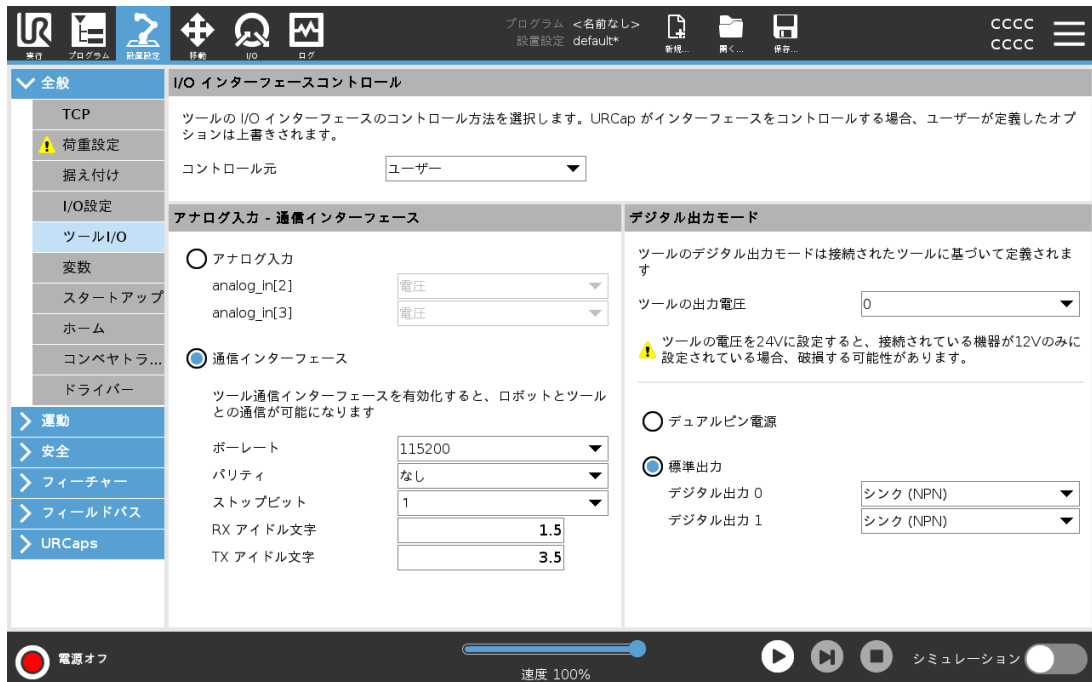 UR
実行
プログラム
設置設定
移動
I/O
ログ
プログラム <名前なし>
設置設定 default*
新規...
開く...
保存...
CCCC
CCCC
全般
TCP
荷重設定
据え付け
I/O設定
ツールI/O
変数
スタートアップ
ホーム
コンベヤトラ...
ドライバー
運動
安全
フィーチャー
フィールドバス
URCaps
I/O インターフェースコントロール
ツールの I/O インターフェースのコントロール方法を選択します。URCap がインターフェースをコントロールする場合、ユーザーが定義したオプ
ションは上書きされます。
コントロール元 ユーザー
アナログ入力 - 通信インターフェース
アナログ入力
analog_in[2] 電圧
analog_in[3] 電圧
通信インターフェース
ツール通信インターフェースを有効化すると、ロボットとツール
との通信が可能になります
ボーレート 115200
パリティ なし
ストップビット 1
RX アイドル文字 1.5
TX アイドル文字 3.5
デジタル出力モード
ツールのデジタル出力モードは接続されたツールに基づいて定義されま
す
ツールの出力電圧 0
ツールの電圧を24Vに設定すると、接続されている機器が12Vのみに
設定されている場合、破損する可能性があります。
デュアルピン電源
標準出力
デジタル出力 0 シンク (NPN)
デジタル出力 1 シンク (NPN)
電源オフ
速度 100%
シミュレーション